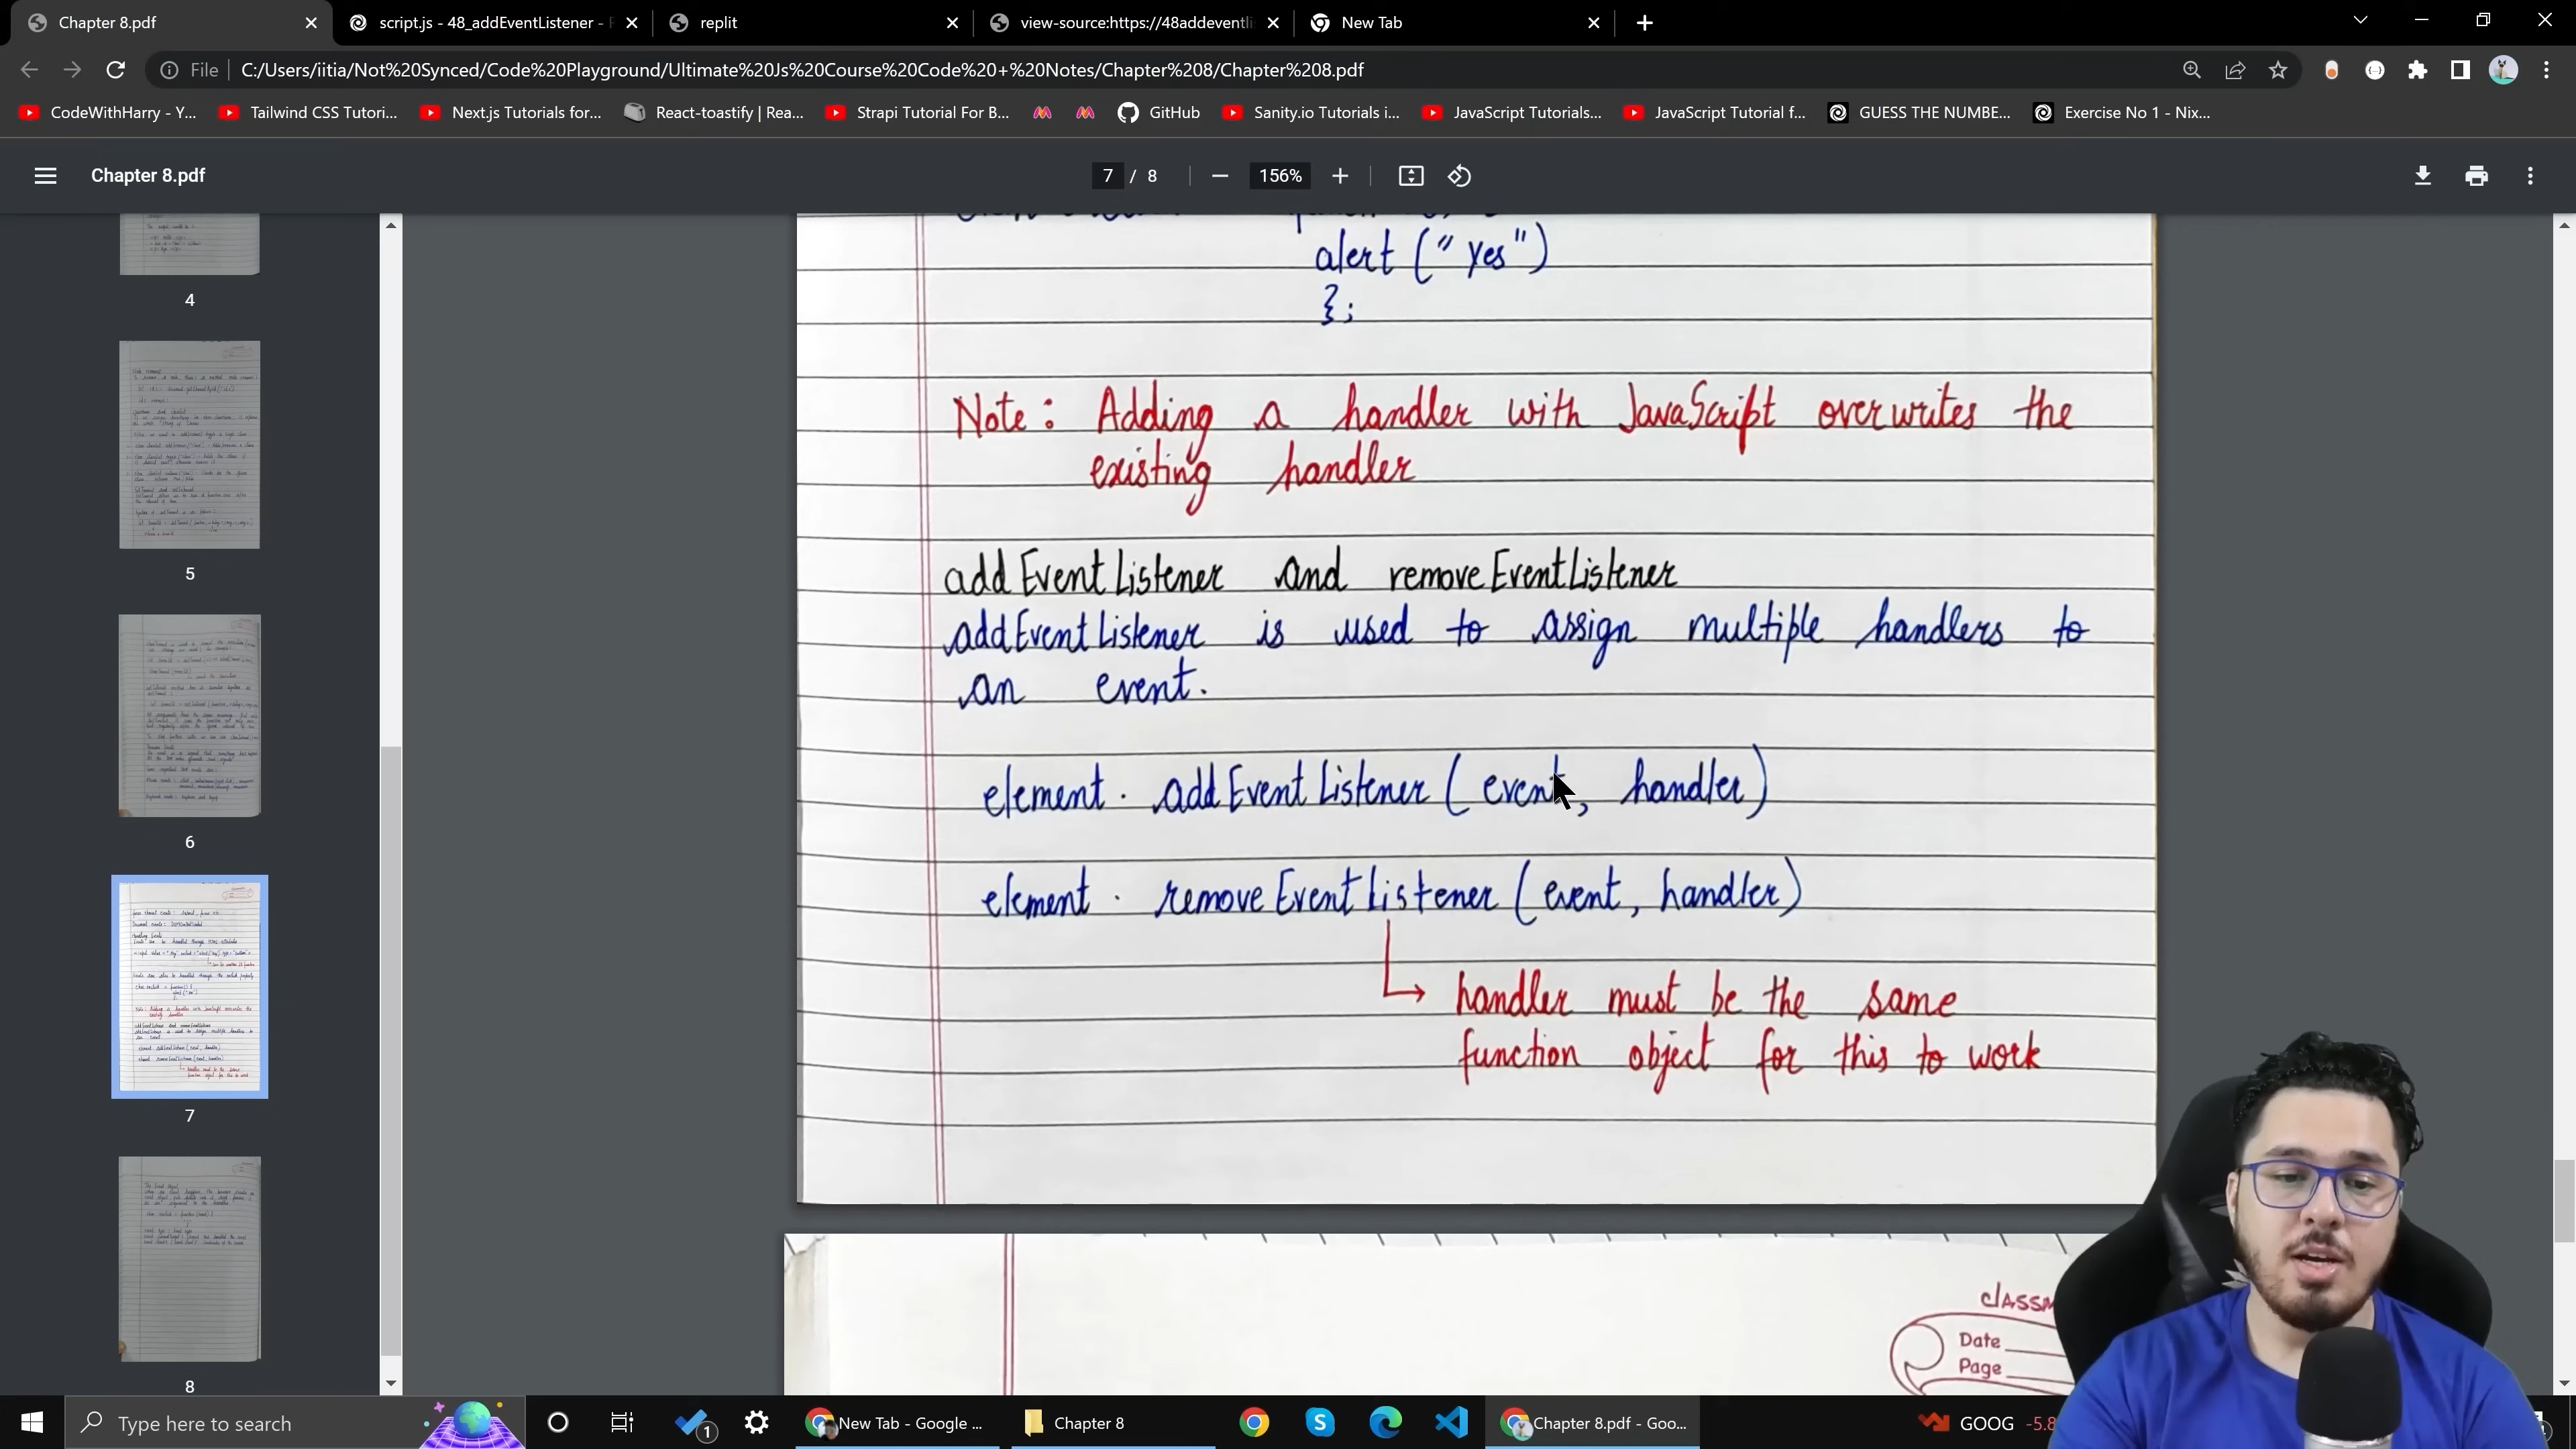 Chapter 8.pdf
script.js - 48_addEventListener -
replit
view-source:https://48addeventli
New Tab
File
C:/Users/iitia/Not%20Synced/Code%20Playground/Ultimate%20Js%20Course%20Code%20+%20Notes/Chapter%208/Chapter%208.pdf
CodeWithHarry - Y...
Tailwind CSS Tutori...
Next.js Tutorials for...
React-toastify | Rea...
Strapi Tutorial For B...
GitHub
Sanity.io Tutorials i...
JavaScript Tutorials...
JavaScript Tutorial f...
GUESS THE NUMBE...
Exercise No 1 - Nix...
Chapter 8.pdf
7 / 8
156%
4
5
6
7
8
alert (" Yes")
};
Note : Adding a handler with JavaScript overwrites the
existing handler
addEventListener and removeEventListener
addEventListener is used to assign multiple handlers to
an event.
element . addEventListener ( event, handler)
element . removeEventListener (event, handler)
handler must be the same
function object for this to work
classm
Date
Page
Type here to search
1
New Tab - Google ...
Chapter 8
Chapter 8.pdf - Goo...
GOOG -5.8